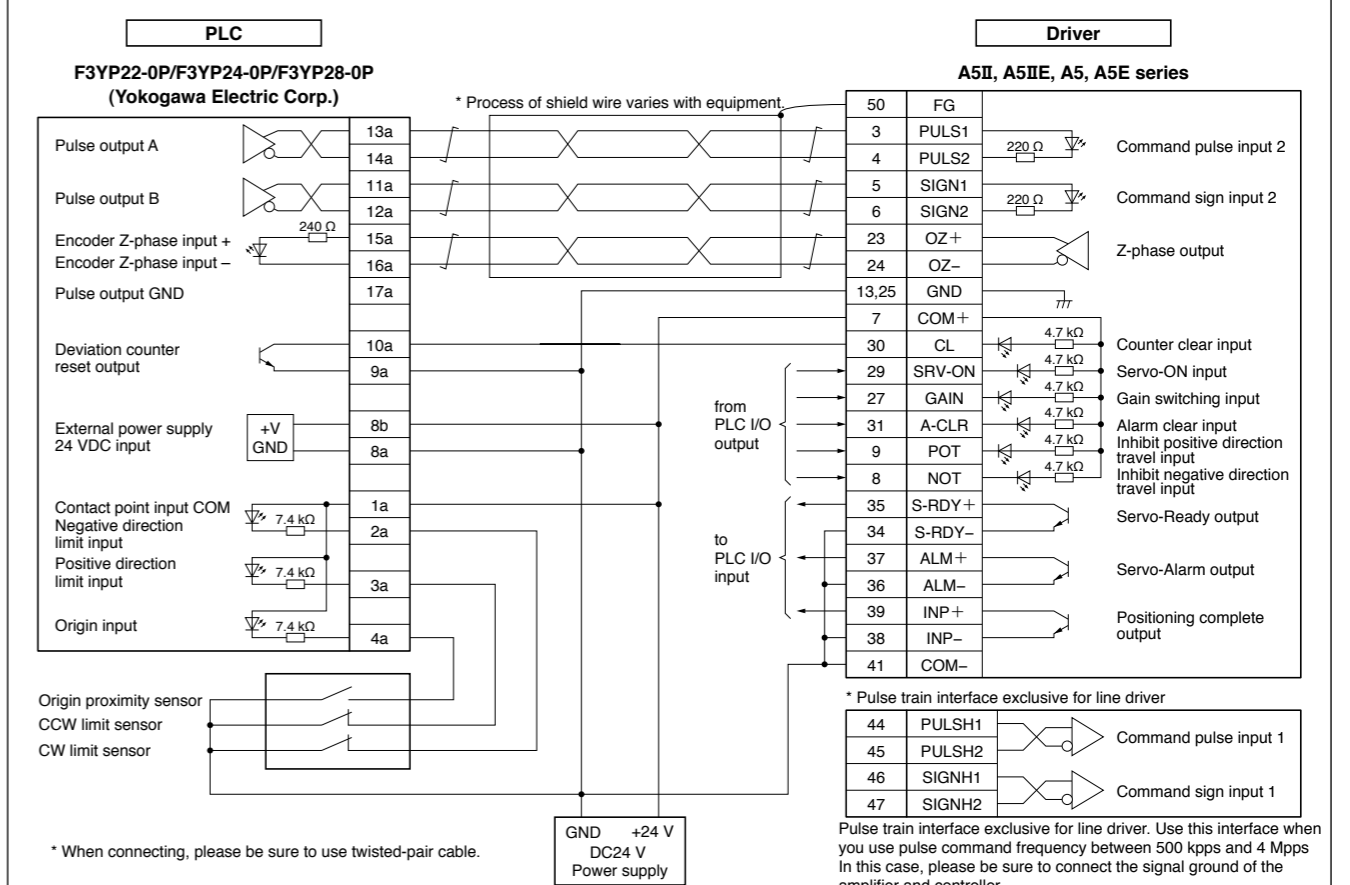 PLC
F3YP22-0P/F3YP24-0P/F3YP28-0P
(Yokogawa Electric Corp.)
Driver
A5II, A5IIE, A5, A5E series
* Process of shield wire varies with equipment.
Pulse output A
13a
14a
Pulse output B
11a
12a
240 Ω
Encoder Z-phase input +
15a
Encoder Z-phase input –
16a
Pulse output GND
17a
Deviation counter
reset output
10a
9a
External power supply
24 VDC input
+V
GND
8b
8a
Contact point input COM
1a
Negative direction
limit input
7.4 kΩ
2a
Positive direction
limit input
7.4 kΩ
3a
Origin input
7.4 kΩ
4a
Origin proximity sensor
CCW limit sensor
CW limit sensor
* When connecting, please be sure to use twisted-pair cable.
GND +24 V
DC24 V
Power supply
from
PLC I/O
output
to
PLC I/O
input
50 FG
3 PULS1
4 PULS2
220 Ω
Command pulse input 2
5 SIGN1
6 SIGN2
220 Ω
Command sign input 2
23 OZ+
24 OZ–
Z-phase output
13,25 GND
7 COM+
30 CL 4.7 kΩ Counter clear input
29 SRV-ON 4.7 kΩ Servo-ON input
27 GAIN 4.7 kΩ Gain switching input
31 A-CLR 4.7 kΩ Alarm clear input
9 POT 4.7 kΩ Inhibit positive direction
travel input
8 NOT 4.7 kΩ Inhibit negative direction
travel input
35 S-RDY+
34 S-RDY–
Servo-Ready output
37 ALM+
36 ALM–
Servo-Alarm output
39 INP+
38 INP–
Positioning complete
output
41 COM–
* Pulse train interface exclusive for line driver
44 PULSH1
45 PULSH2
Command pulse input 1
46 SIGNH1
47 SIGNH2
Command sign input 1
Pulse train interface exclusive for line driver. Use this interface when
you use pulse command frequency between 500 kpps and 4 Mpps
In this case, please be sure to connect the signal ground of the
amplifier and controller.